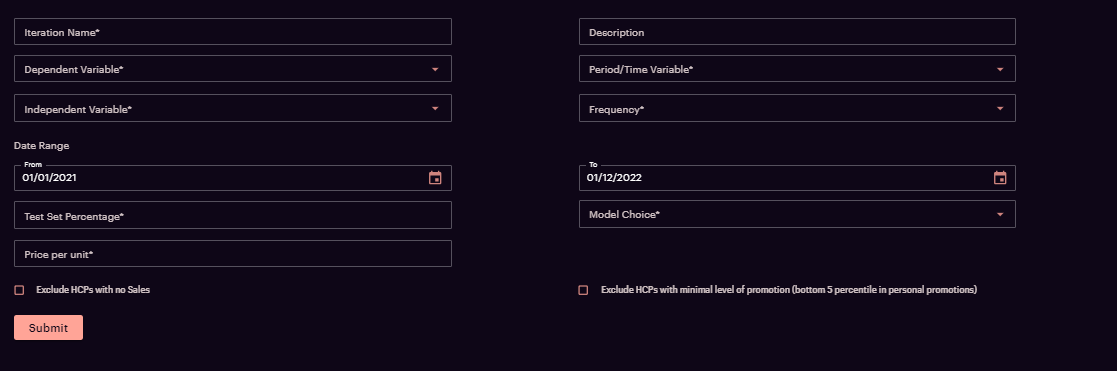 Iteration Name*
Description
Dependent Variable*
Period/Time Variable*
Independent Variable*
Frequency*
Date Range
From
01/01/2021
To
01/12/2022
Test Set Percentage*
Model Choice*
Price per unit*
Exclude HCPs with no Sales
Exclude HCPs with minimal level of promotion (bottom 5 percentile in personal promotions)
Submit